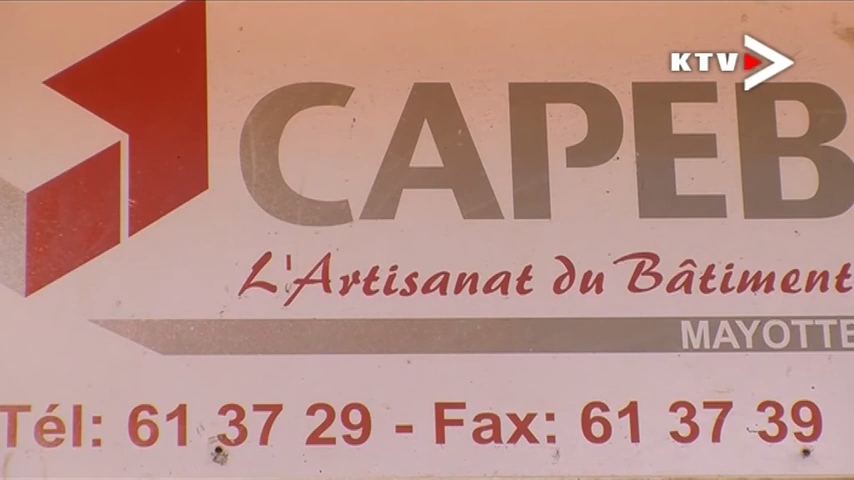 KTV
CAPEB
L'Artisanat du Bâtiment
MAYOTTE
Tél: 61 37 29 - Fax: 61 37 39